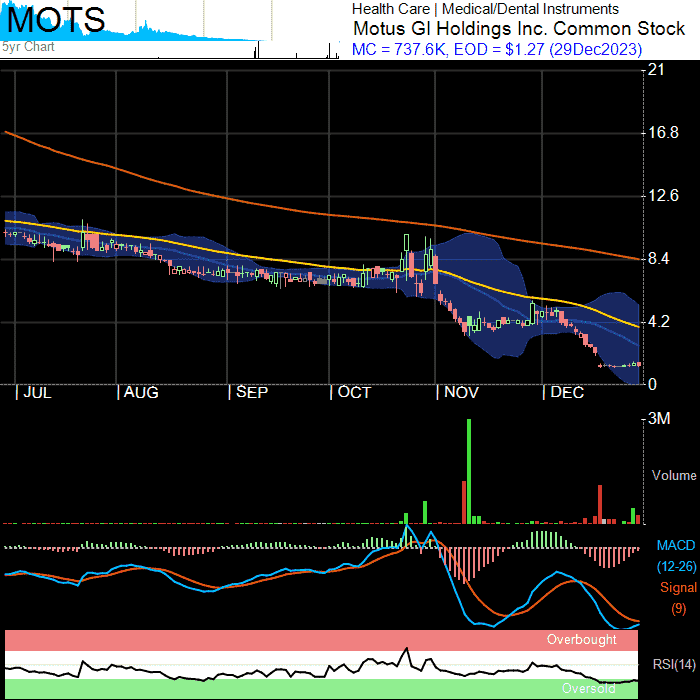 MOTS
5yr Chart
Health Care | Medical/Dental Instruments
Motus GI Holdings Inc. Common Stock
MC = 737.6K, EOD = $1.27 (29Dec2023)
21
16.8
12.6
8.4
4.2
0
JUL AUG SEP OCT NOV DEC
3M
Volume
MACD
(12-26)
Signal
(9)
Overbought
RSI(14)
Oversold